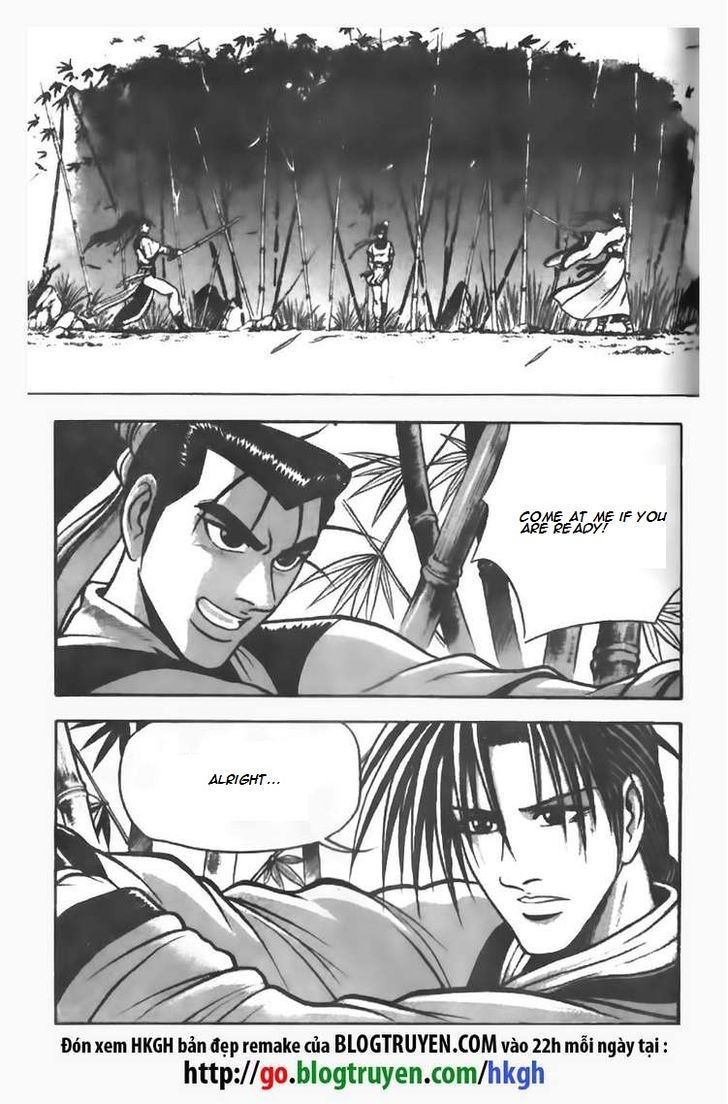 COME AT ME IF YOU
ARE READY!
ALRIGHT...
Đón xem HKGH bản đẹp remake của BLOGTRUYEN.COM vào 22h mỗi ngày tại :
http://go.blogtruyen.com/hkgh